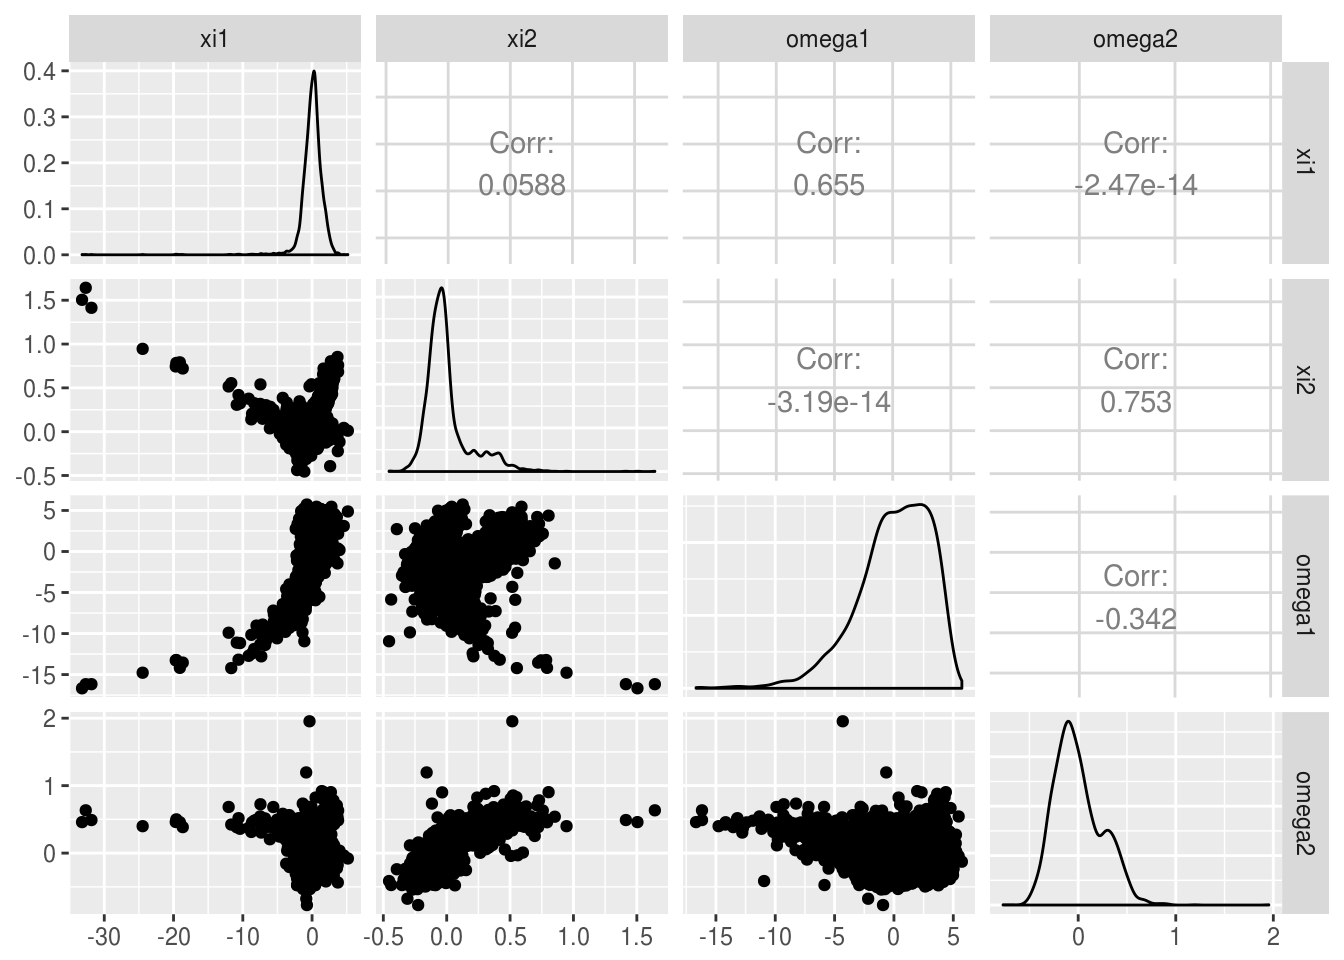 xi1
xi2
omega1
omega2
0.4
0.3
0.2
0.1
0.0
Corr:
0.0588
Corr:
0.655
Corr:
-2.47e-14
xi1
1.5
1.0
0.5
0.0
-0.5
Corr:
-3.19e-14
Corr:
0.753
xi2
5
0
-5
-10
-15
Corr:
-0.342
omega1
2
1
0
omega2
-30 -20 -10 0
-0.5 0.0 0.5 1.0 1.5
-15 -10 -5 0 5
0 1 2